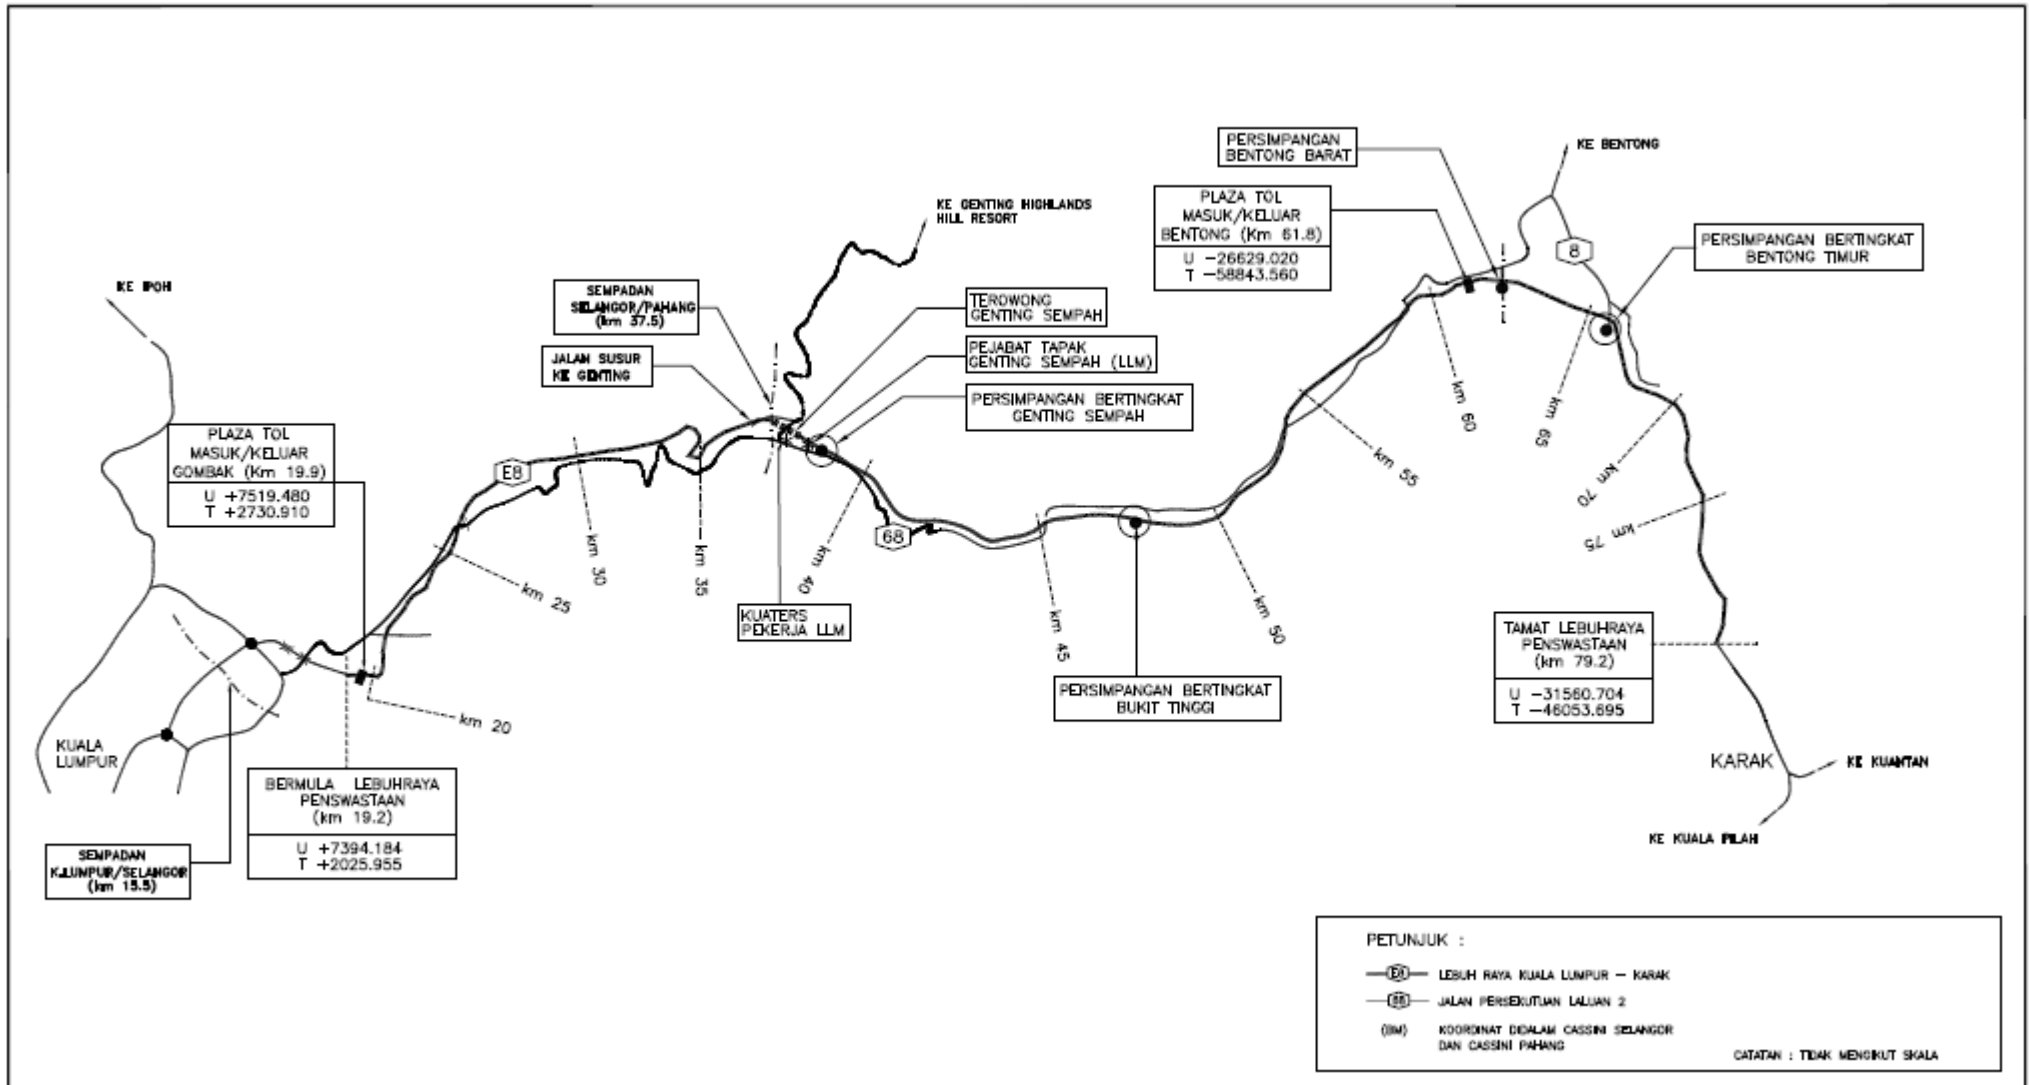 PERSIMPANGAN
BENTONG BARAT
KE BENTONG
PLAZA TOL
MASUK/KELUAR
BENTONG (Km 61.8)
U -26629.020
T -58843.560
8
PERSIMPANGAN BERTINGKAT
BENTONG TIMUR
KE GENTING HIGHLANDS
HILL RESORT
KE IPOH
SEMPADAN
SELANGOR/PAHANG
(km 37.5)
TEROWONG
GENTING SEMPAH
JALAN SUSUR
KE GENTING
PEJABAT TAPAK
GENTING SEMPAH (LLM)
PERSIMPANGAN BERTINGKAT
GENTING SEMPAH
PLAZA TOL
MASUK/KELUAR
GOMBAK (Km 19.9)
U +7519.480
T +2730.910
E8
68
km 20
km 25
km 30
km 35
km 40
km 45
km 50
km 55
km 60
km 65
km 70
km 75
KUATERS
PEKERJA LLM
PERSIMPANGAN BERTINGKAT
BUKIT TINGGI
TAMAT LEBUHRAYA
PENSWASTAAN
(km 79.2)
U -31560.704
T -46053.695
KUALA
LUMPUR
BERMULA LEBUHRAYA
PENSWASTAAN
(km 19.2)
U +7394.184
T +2025.955
SEMPADAN
K.LUMPUR/SELANGOR
(km 15.5)
KARAK
KE KUANTAN
KE KUALA PILAH
PETUNJUK :
E8 LEBUH RAYA KUALA LUMPUR - KARAK
68 JALAN PERSEKUTUAN LALUAN 2
(BM) KOORDINAT DIDALAM CASSINI SELANGOR
DAN CASSINI PAHANG
CATATAN : TIDAK MENGIKUT SKALA